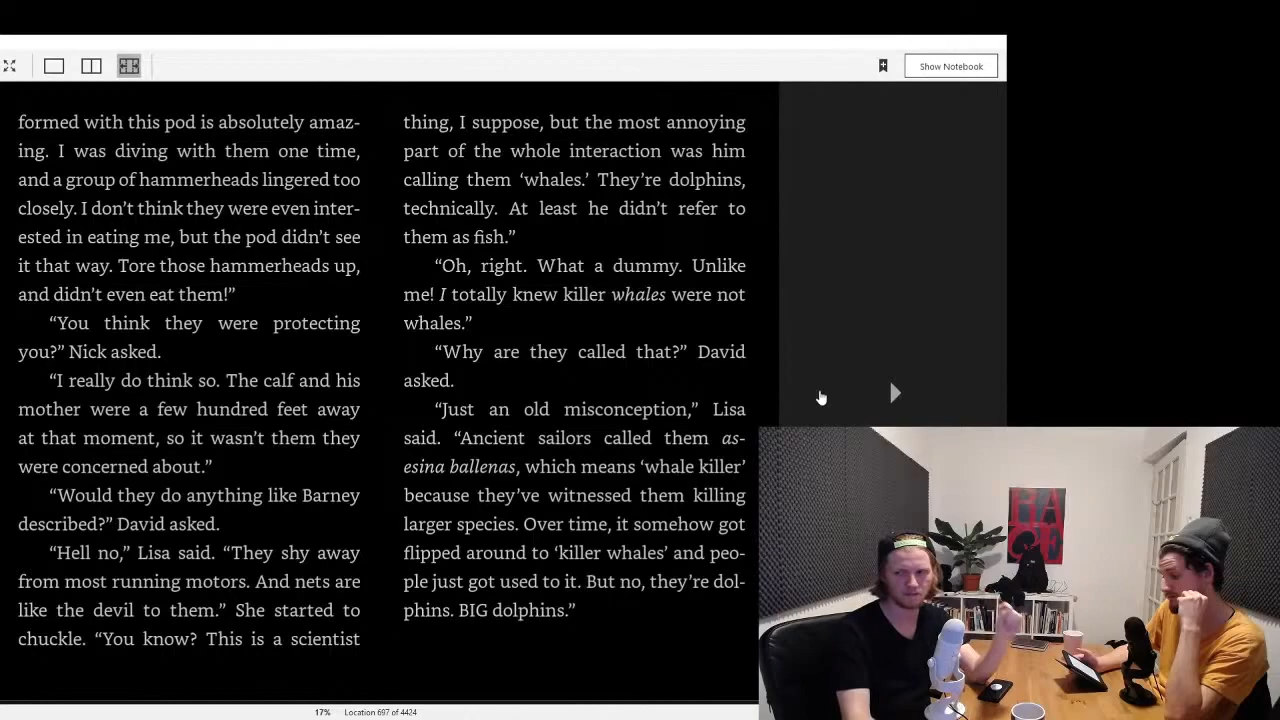 Show Notebook
formed with this pod is absolutely amaz-
ing. I was diving with them one time,
and a group of hammerheads lingered too
closely. I don’t think they were even inter-
ested in eating me, but the pod didn’t see
it that way. Tore those hammerheads up,
and didn’t even eat them!”
“You think they were protecting
you?” Nick asked.
“I really do think so. The calf and his
mother were a few hundred feet away
at that moment, so it wasn’t them they
were concerned about.”
“Would they do anything like Barney
described?” David asked.
“Hell no,” Lisa said. “They shy away
from most running motors. And nets are
like the devil to them.” She started to
chuckle. “You know? This is a scientist
thing, I suppose, but the most annoying
part of the whole interaction was him
calling them ‘whales.’ They’re dolphins,
technically. At least he didn’t refer to
them as fish.”
“Oh, right. What a dummy. Unlike
me! I totally knew killer whales were not
whales.”
“Why are they called that?” David
asked.
“Just an old misconception,” Lisa
said. “Ancient sailors called them as-
esina ballenas, which means ‘whale killer’
because they’ve witnessed them killing
larger species. Over time, it somehow got
flipped around to ‘killer whales’ and peo-
ple just got used to it. But no, they’re dol-
phins. BIG dolphins.”
17% Location 697 of 4424